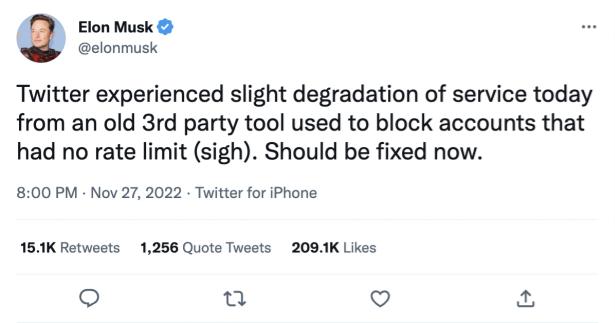 Elon Musk
@elonmusk
Twitter experienced slight degradation of service today
from an old 3rd party tool used to block accounts that
had no rate limit (sigh). Should be fixed now.
8:00 PM · Nov 27, 2022 · Twitter for iPhone
15.1K Retweets 1,256 Quote Tweets 209.1K Likes